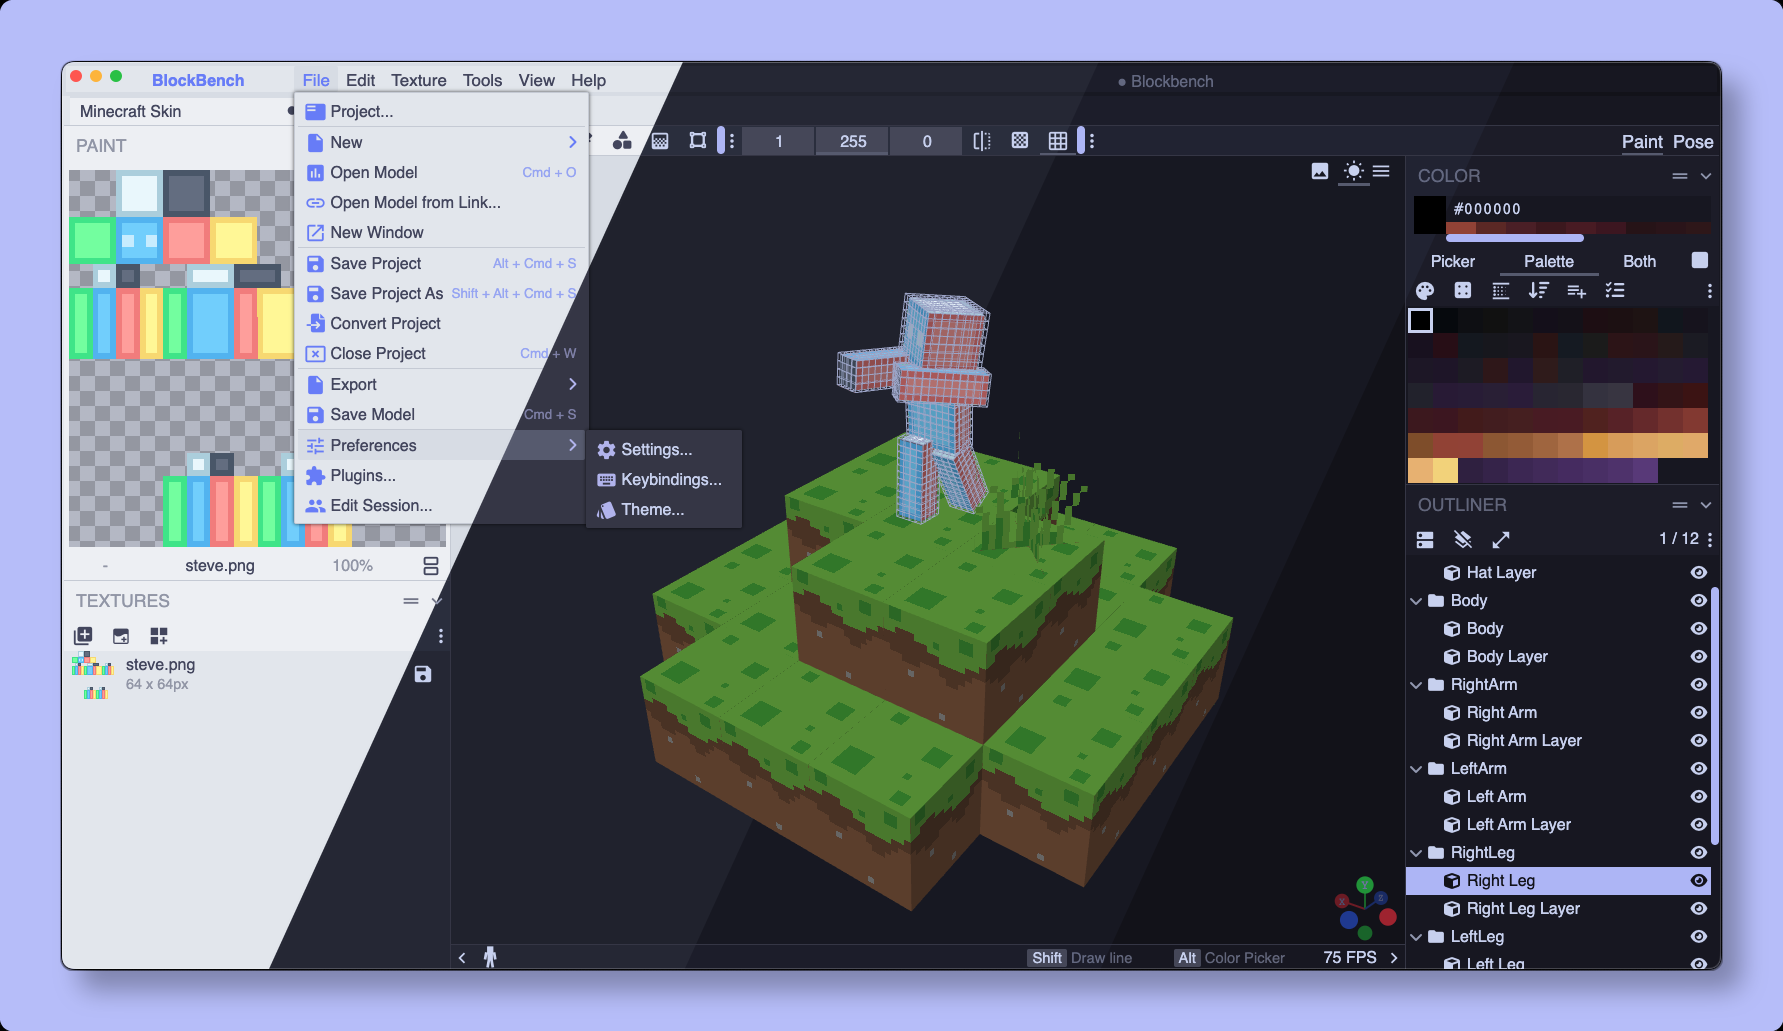 BlockBench File Edit Texture Tools View Help
● Blockbench
Minecraft Skin ●
PAINT
1 255 0
Paint Pose
Project...
New
Open Model Cmd + O
Open Model from Link...
New Window
Save Project Alt + Cmd + S
Save Project As Shift + Alt + Cmd + S
Convert Project
Close Project Cmd + W
Export
Save Model Cmd + S
Preferences
Plugins...
Edit Session...
Settings...
Keybindings...
Theme...
- steve.png 100%
TEXTURES
steve.png
64 x 64px
COLOR
#000000
Picker Palette Both
OUTLINER
1 / 12
Hat Layer
Body
Body
Body Layer
RightArm
Right Arm
Right Arm Layer
LeftArm
Left Arm
Left Arm Layer
RightLeg
Right Leg
Right Leg Layer
LeftLeg
Left Leg
Y
X
Z
Shift Draw line Alt Color Picker 75 FPS